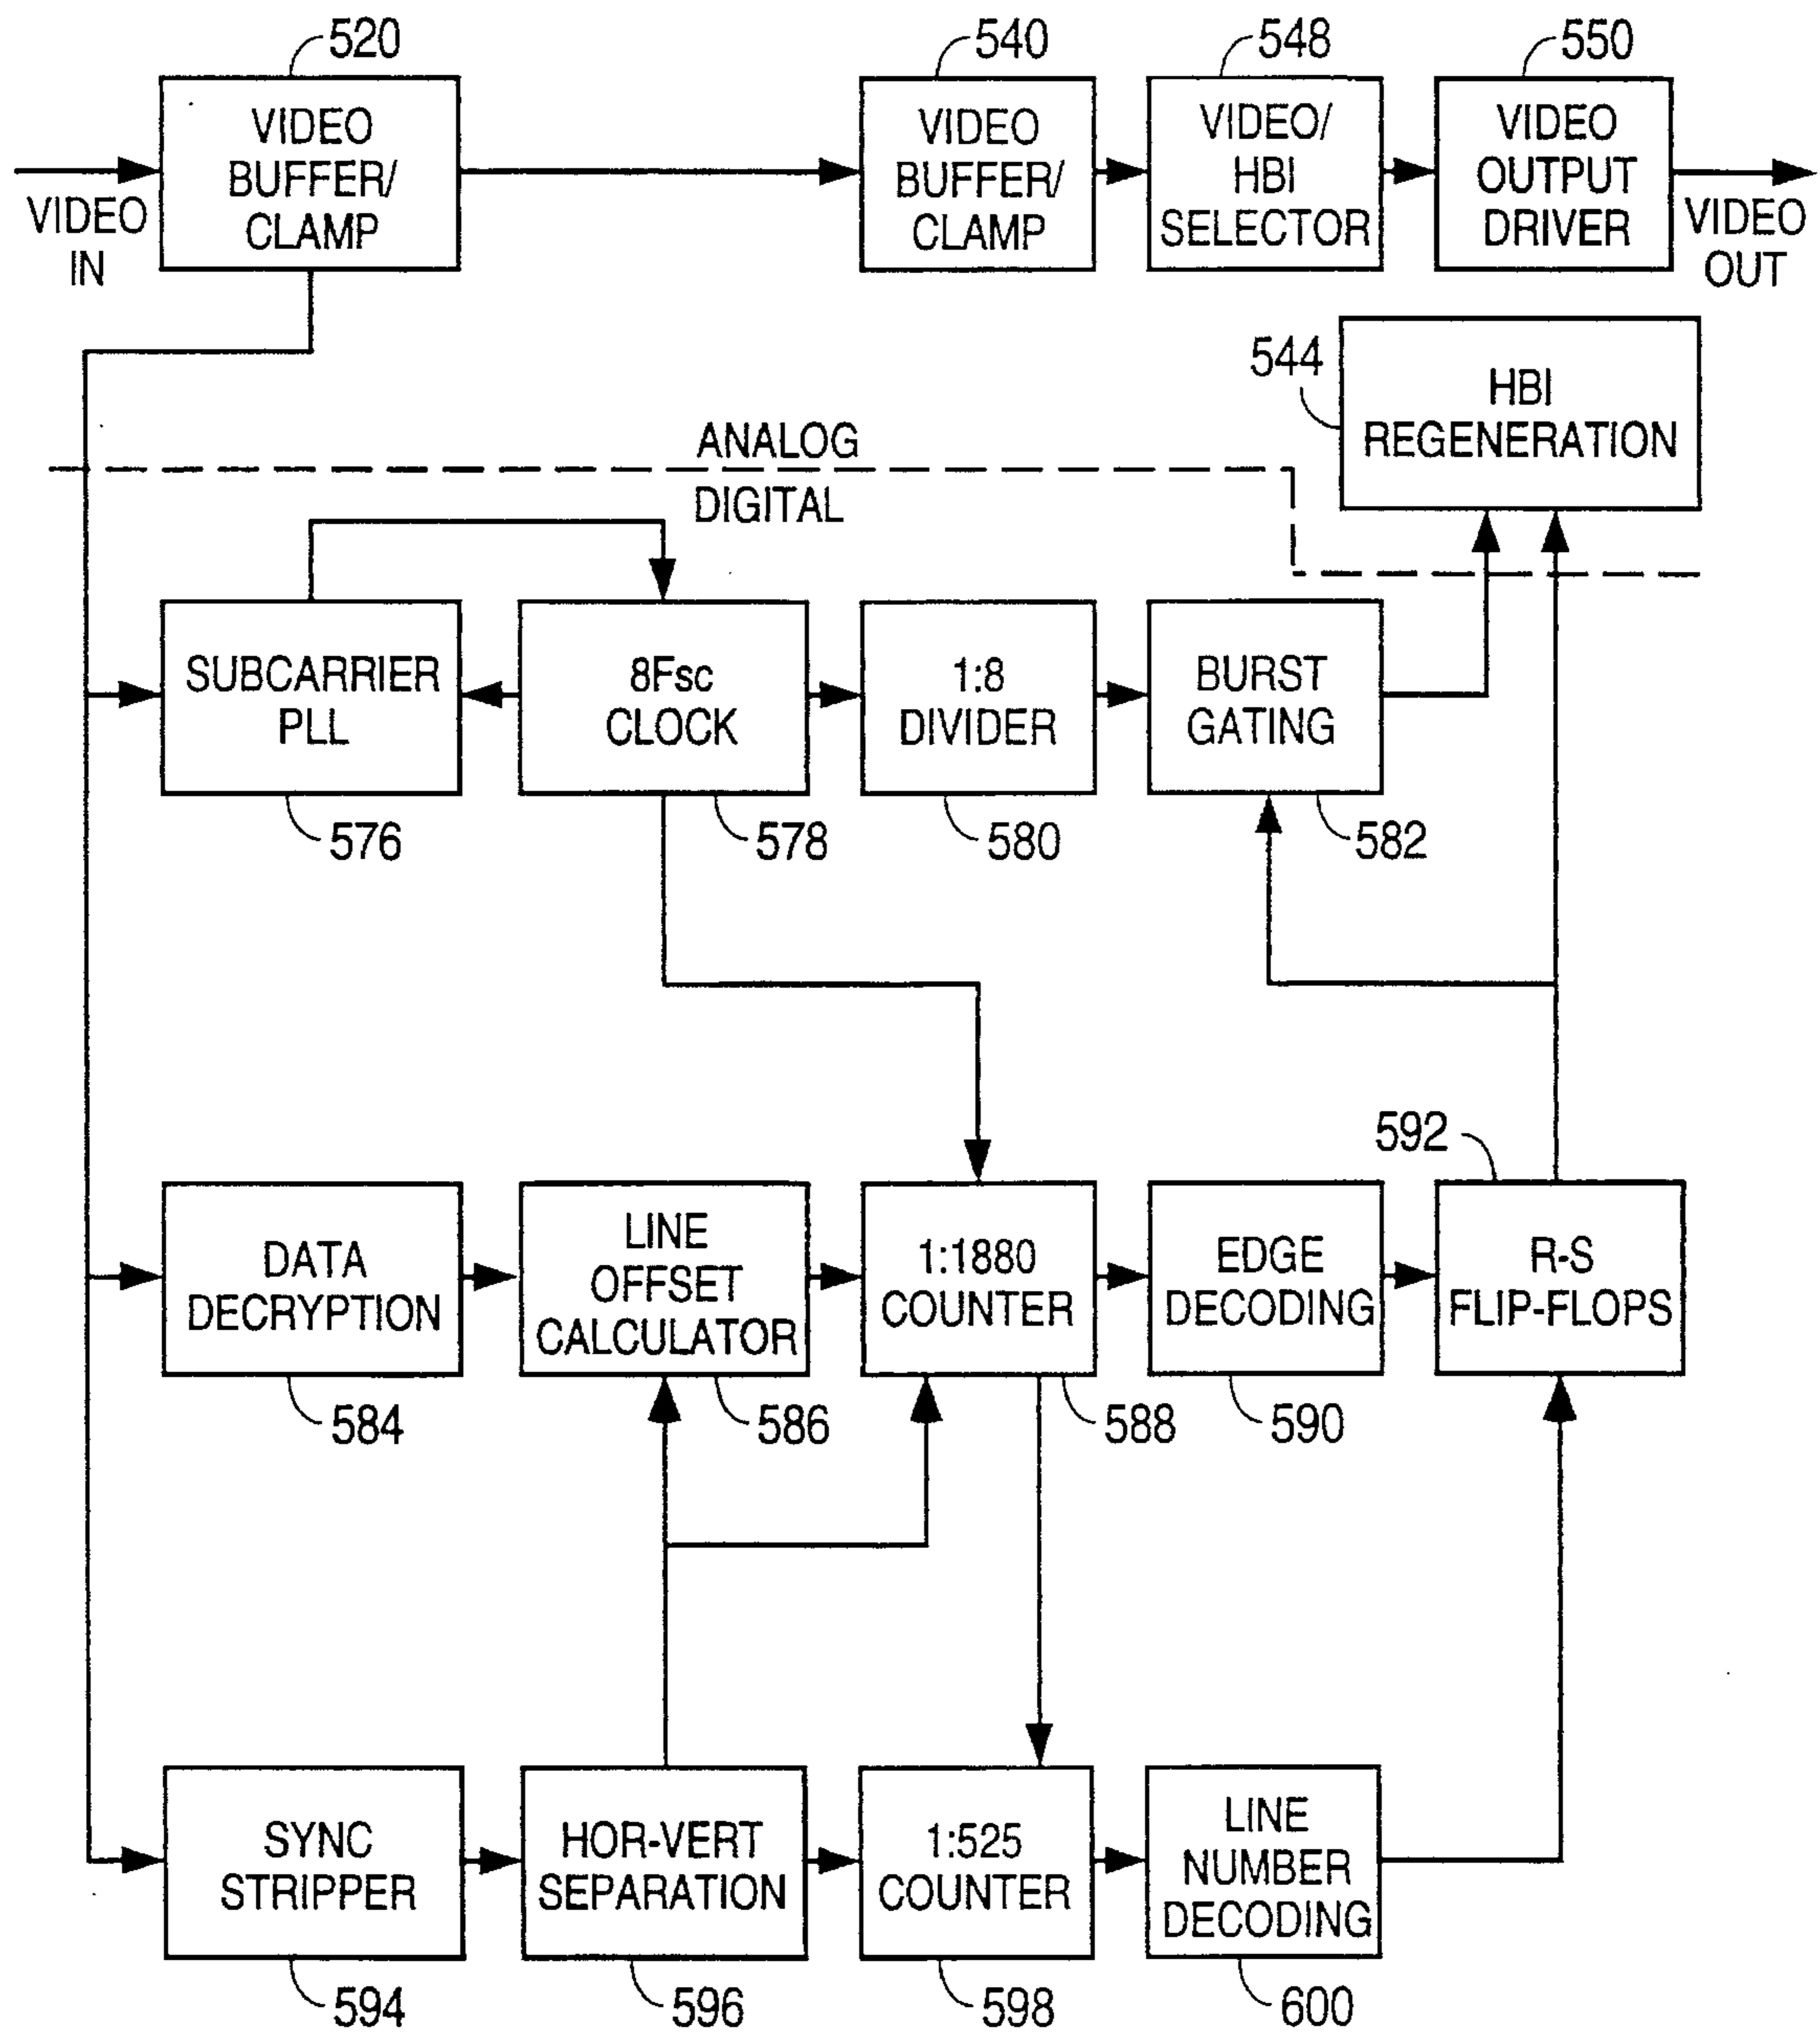 520
540
548
550
VIDEO
BUFFER/
CLAMP
VIDEO
BUFFER/
CLAMP
VIDEO/
HBI
SELECTOR
VIDEO
OUTPUT
DRIVER
VIDEO
IN
VIDEO
OUT
544
HBI
REGENERATION
ANALOG
DIGITAL
SUBCARRIER
PLL
8Fsc
CLOCK
1:8
DIVIDER
BURST
GATING
576
578
580
582
592
DATA
DECRYPTION
LINE
OFFSET
CALCULATOR
1:1880
COUNTER
EDGE
DECODING
R-S
FLIP-FLOPS
584
586
588
590
SYNC
STRIPPER
HOR-VERT
SEPARATION
1:525
COUNTER
LINE
NUMBER
DECODING
594
596
598
600